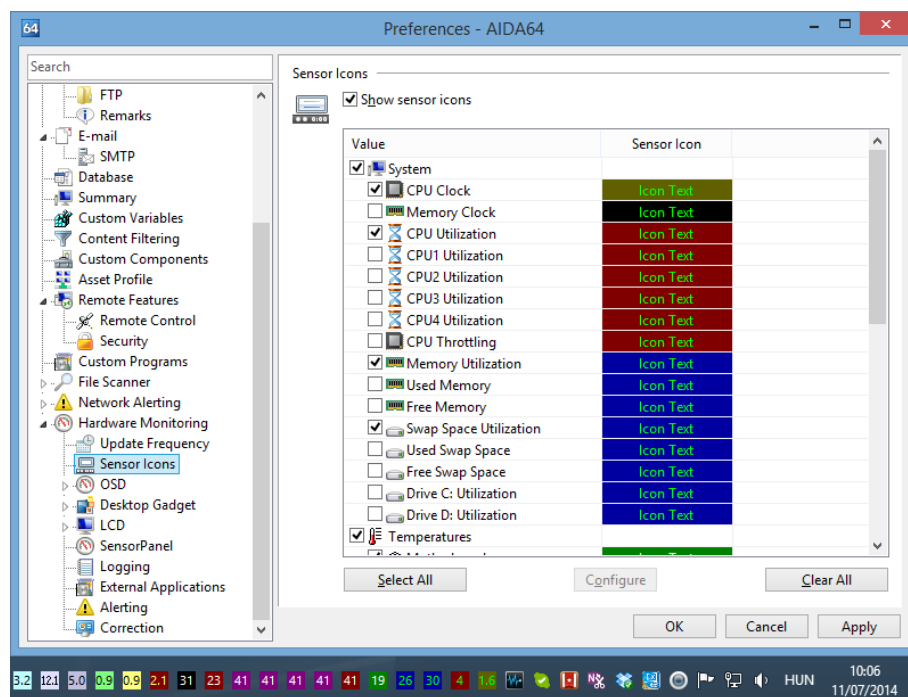 64
Preferences - AIDA64
Search
FTP
Remarks
E-mail
SMTP
Database
Summary
Custom Variables
Content Filtering
Custom Components
Asset Profile
Remote Features
Remote Control
Security
Custom Programs
File Scanner
Network Alerting
Hardware Monitoring
Update Frequency
Sensor Icons
OSD
Desktop Gadget
LCD
SensorPanel
Logging
External Applications
Alerting
Correction
Sensor Icons
Show sensor icons
Value Sensor Icon
System
CPU Clock Icon Text
Memory Clock Icon Text
CPU Utilization Icon Text
CPU1 Utilization Icon Text
CPU2 Utilization Icon Text
CPU3 Utilization Icon Text
CPU4 Utilization Icon Text
CPU Throttling Icon Text
Memory Utilization Icon Text
Used Memory Icon Text
Free Memory Icon Text
Swap Space Utilization Icon Text
Used Swap Space Icon Text
Free Swap Space Icon Text
Drive C: Utilization Icon Text
Drive D: Utilization Icon Text
Temperatures
Select All Configure Clear All
OK Cancel Apply
3.2 12.1 5.0 0.9 0.9 2.1 31 23 41 41 41 41 41 19 26 30 4 1.6 HUN 10:06
11/07/2014